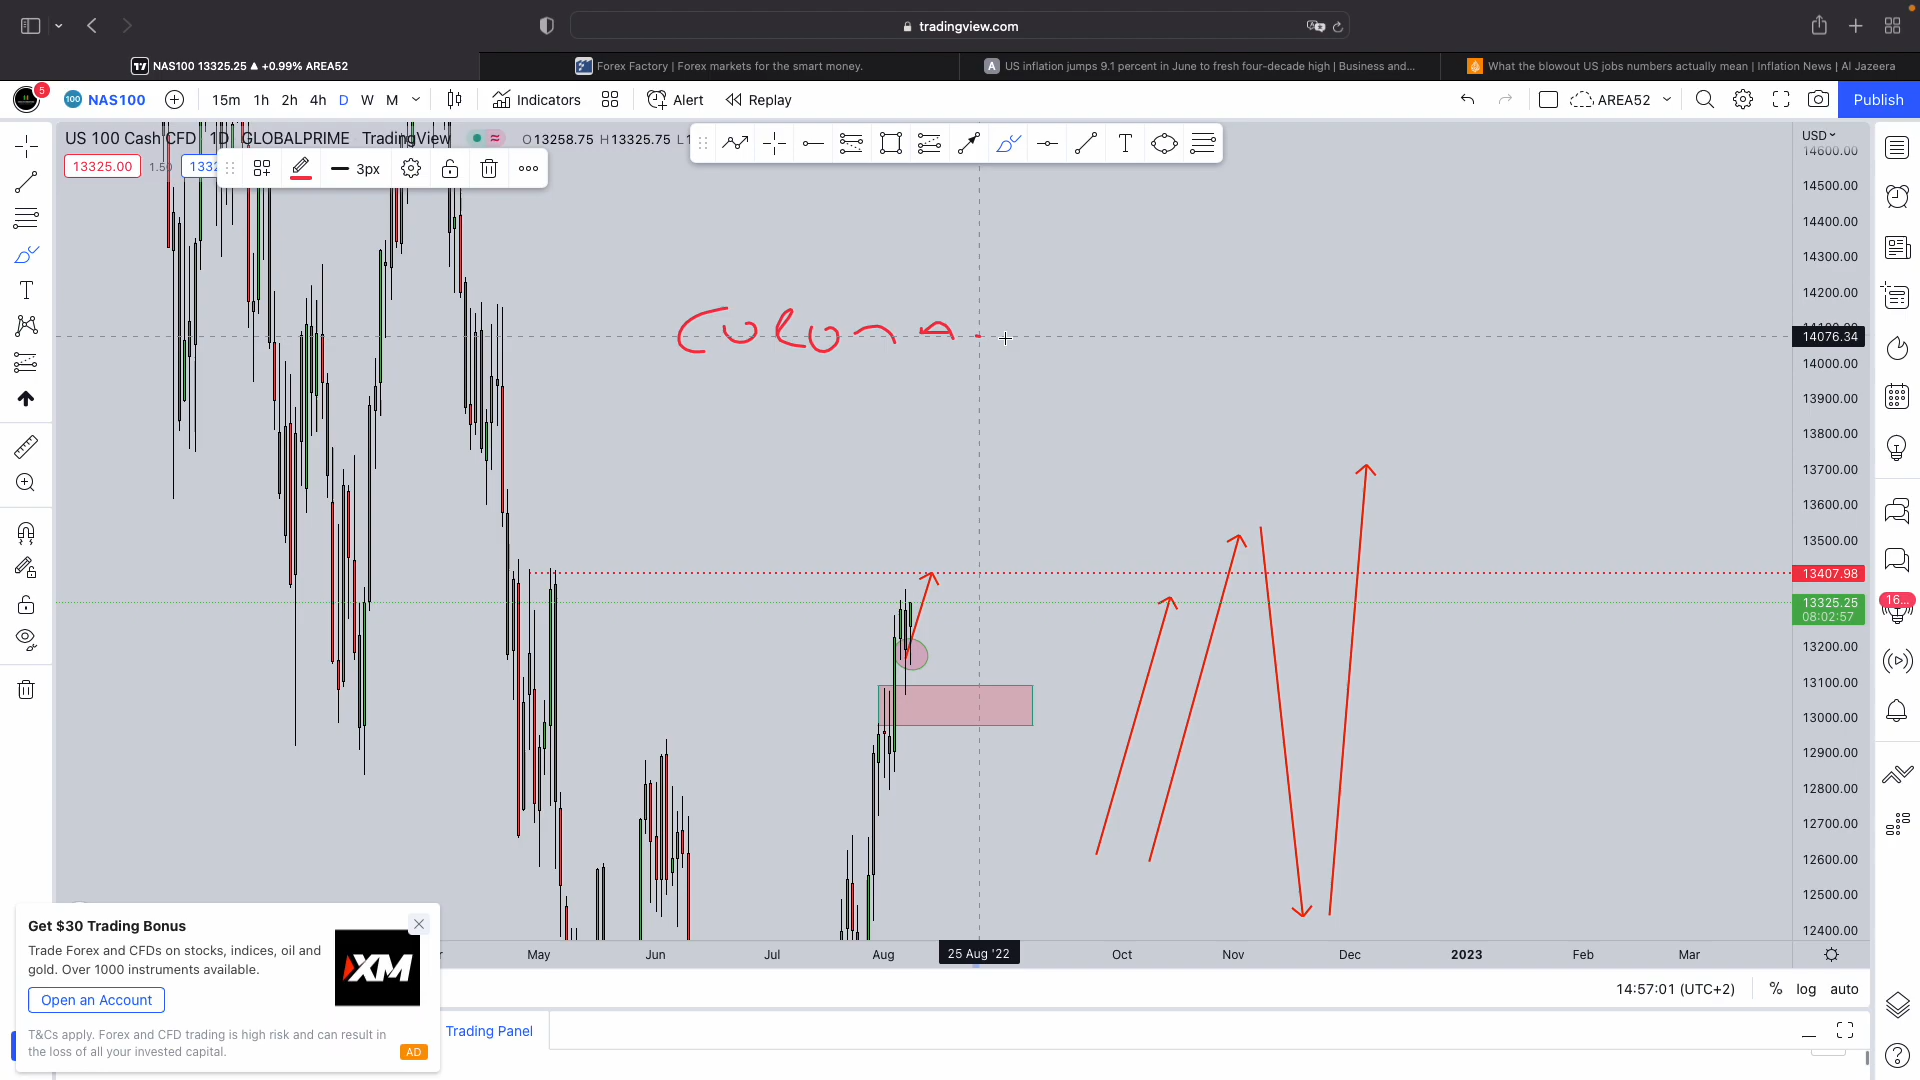 tradingview.com
NAS100 13325.25 ▲ +0.99% AREA52
Forex Factory | Forex markets for the smart money.
US inflation jumps 9.1 percent in June to fresh four-decade high | Business and...
What the blowout US jobs numbers actually mean | Inflation News | Al Jazeera
5
100 NAS100 15m 1h 2h 4h D W M Indicators Alert Replay AREA52 Publish
US 100 Cash CFD 1D GLOBALPRIME TradingView O13258.75 H13325.75 L
13325.00 1.50 1332
3px
USD
14600.00
14500.00
14400.00
14300.00
14200.00
14076.34
14000.00
13900.00
13800.00
13700.00
13600.00
13500.00
13407.98
13325.25
08:02:57
13200.00
13100.00
13000.00
12900.00
12800.00
12700.00
12600.00
12500.00
12400.00
16...
May Jun Jul Aug 25 Aug '22 Oct Nov Dec 2023 Feb Mar
14:57:01 (UTC+2) % log auto
Trading Panel
Get $30 Trading Bonus
Trade Forex and CFDs on stocks, indices, oil and
gold. Over 1000 instruments available.
XM
Open an Account
T&Cs apply. Forex and CFD trading is high risk and can result in
the loss of all your invested capital.
AD